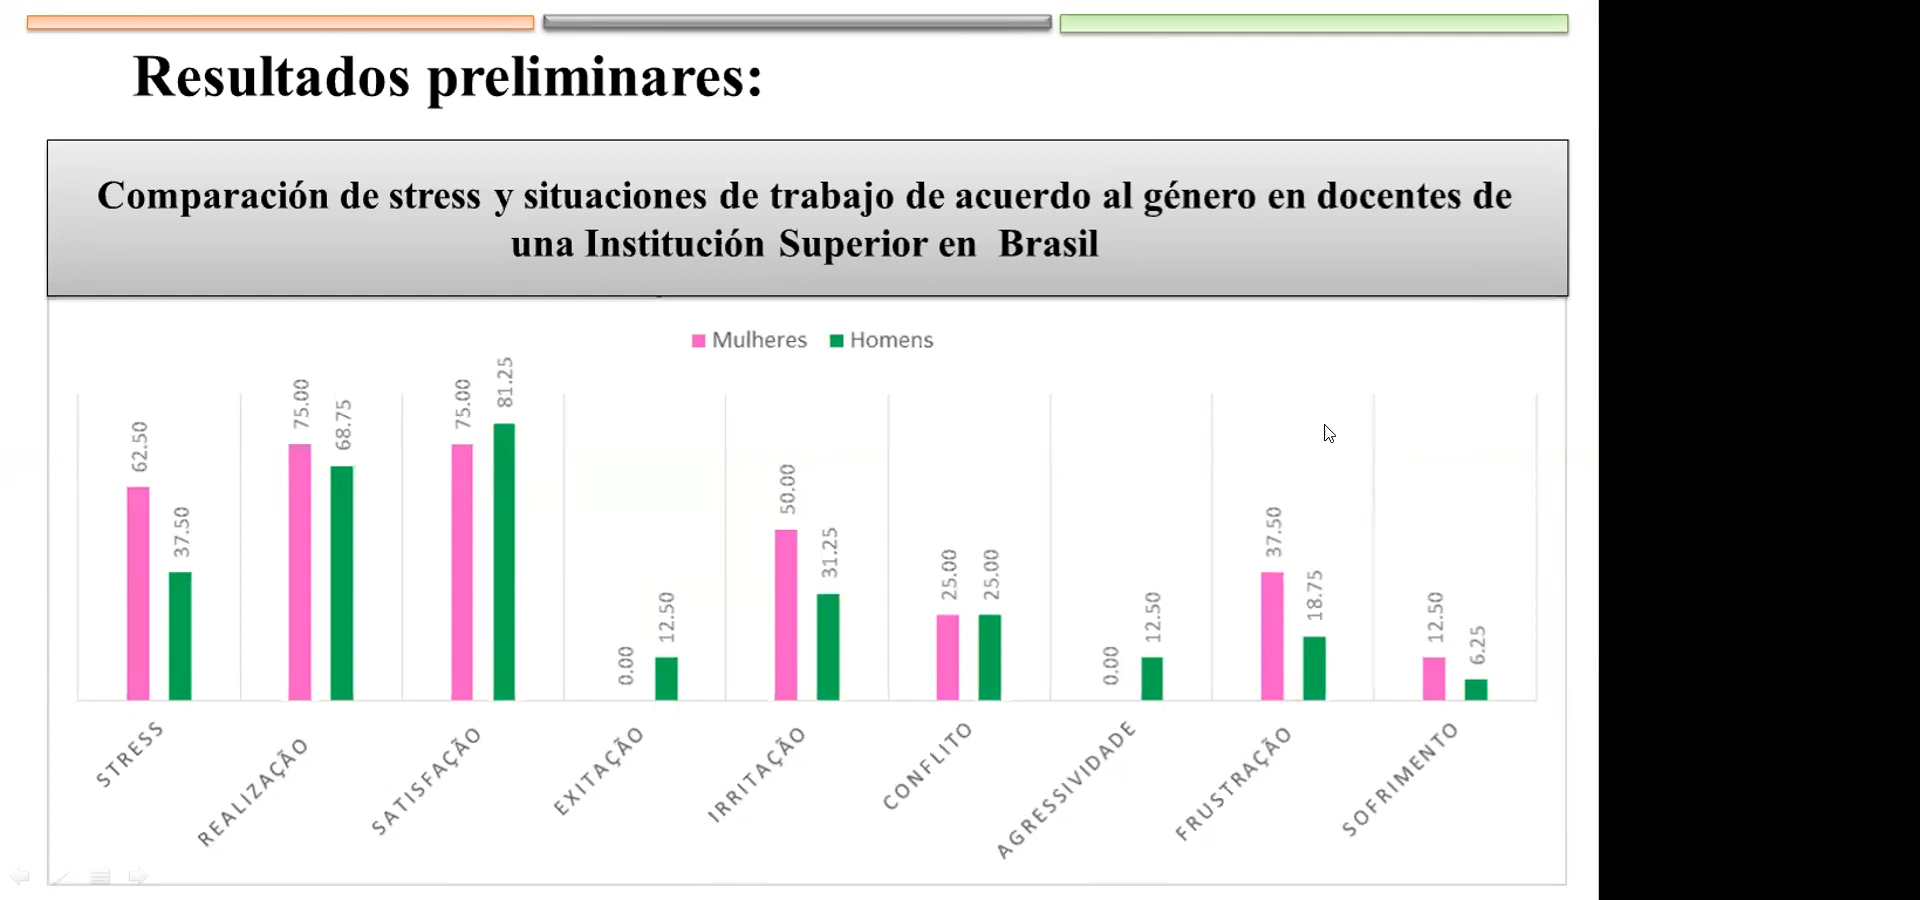 Resultados preliminares:
Comparación de stress y situaciones de trabajo de acuerdo al género en docentes de
una Institución Superior en Brasil
Mulheres Homens
62.50
37.50
75.00
68.75
75.00
81.25
0.00
12.50
50.00
31.25
25.00
25.00
0.00
12.50
37.50
18.75
12.50
6.25
STRESS
REALIZAÇÃO
SATISFAÇÃO
EXITAÇÃO
IRRITAÇÃO
CONFLITO
AGRESSIVIDADE
FRUSTRAÇÃO
SOFRIMENTO